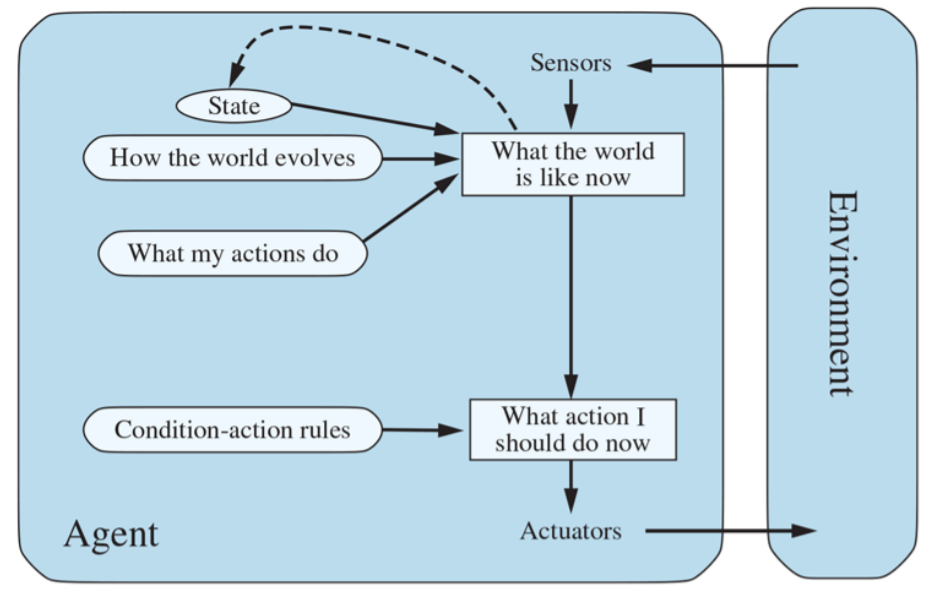 Sensors
State
How the world evolves
What the world
is like now
What my actions do
Environment
Condition-action rules
What action I
should do now
Agent
Actuators